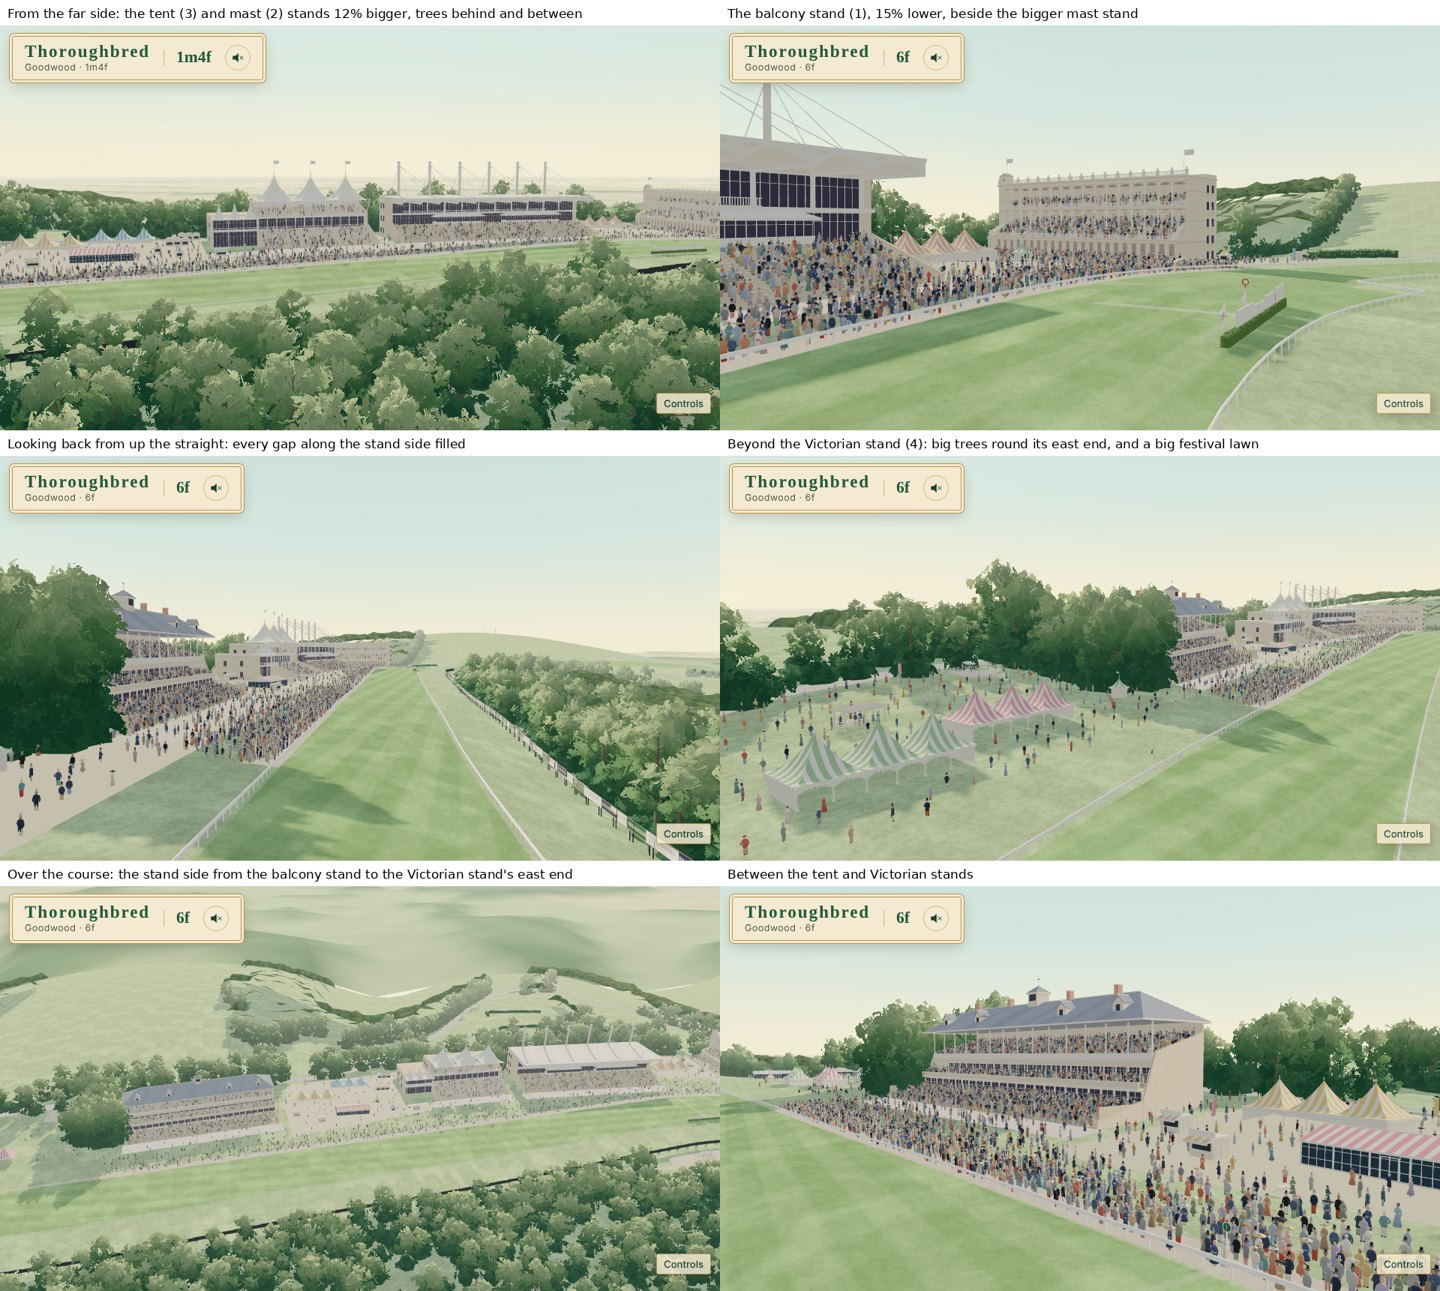 From the far side: the tent (3) and mast (2) stands 12% bigger, trees behind and between
The balcony stand (1), 15% lower, beside the bigger mast stand
Thoroughbred
Goodwood · 1m4f
1m4f
Controls
Thoroughbred
Goodwood · 6f
6f
Controls
Looking back from up the straight: every gap along the stand side filled
Beyond the Victorian stand (4): big trees round its east end, and a big festival lawn
Thoroughbred
Goodwood · 6f
6f
Controls
Thoroughbred
Goodwood · 6f
6f
Controls
Over the course: the stand side from the balcony stand to the Victorian stand's east end
Between the tent and Victorian stands
Thoroughbred
Goodwood · 6f
6f
Controls
Thoroughbred
Goodwood · 6f
6f
Controls